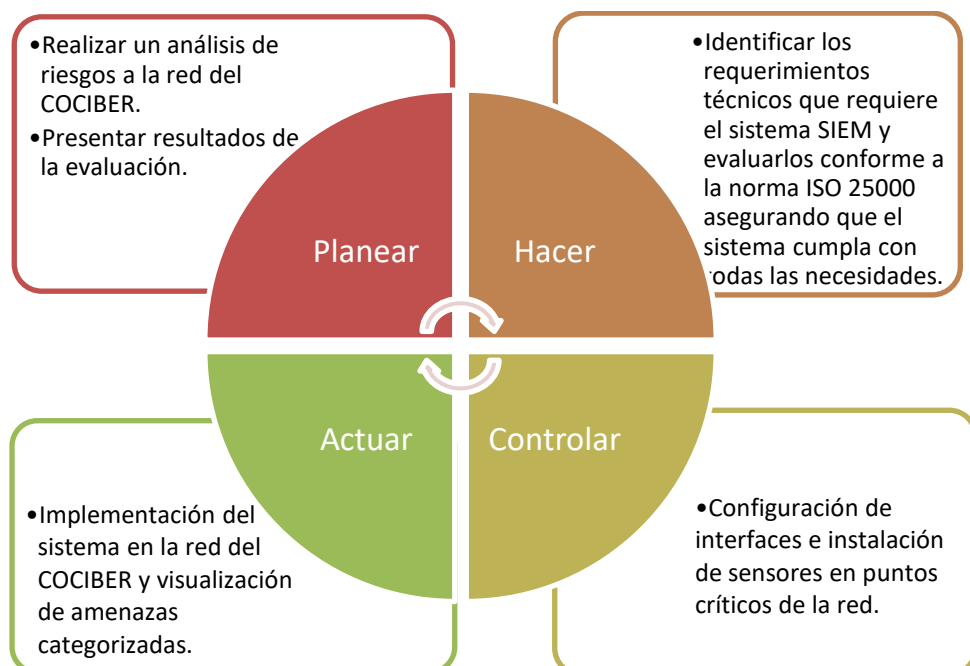 •Realizar un análisis de
riesgos a la red del
COCIBER.
•Presentar resultados de
la evaluación.
•Identificar los
requerimientos
técnicos que requiere
el sistema SIEM y
evaluarlos conforme a
la norma ISO 25000
asegurando que el
sistema cumpla con
todas las necesidades.
Planear
Hacer
Actuar
Controlar
•Implementación del
sistema en la red del
COCIBER y visualización
de amenazas
categorizadas.
•Configuración de
interfaces e instalación
de sensores en puntos
críticos de la red.